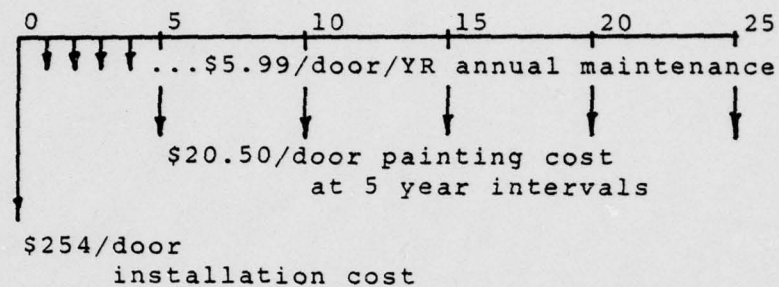 0 5 10 15 20 25
...$5.99/door/YR annual maintenance
$20.50/door painting cost
at 5 year intervals
$254/door
installation cost